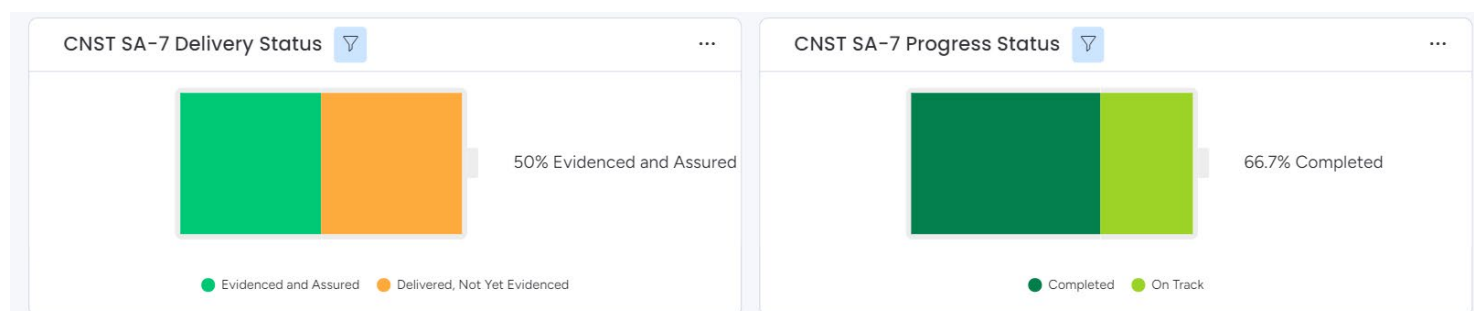 CNST SA-7 Delivery Status ...
50% Evidenced and Assured
Evidenced and Assured Delivered, Not Yet Evidenced
CNST SA-7 Progress Status ...
66.7% Completed
Completed On Track